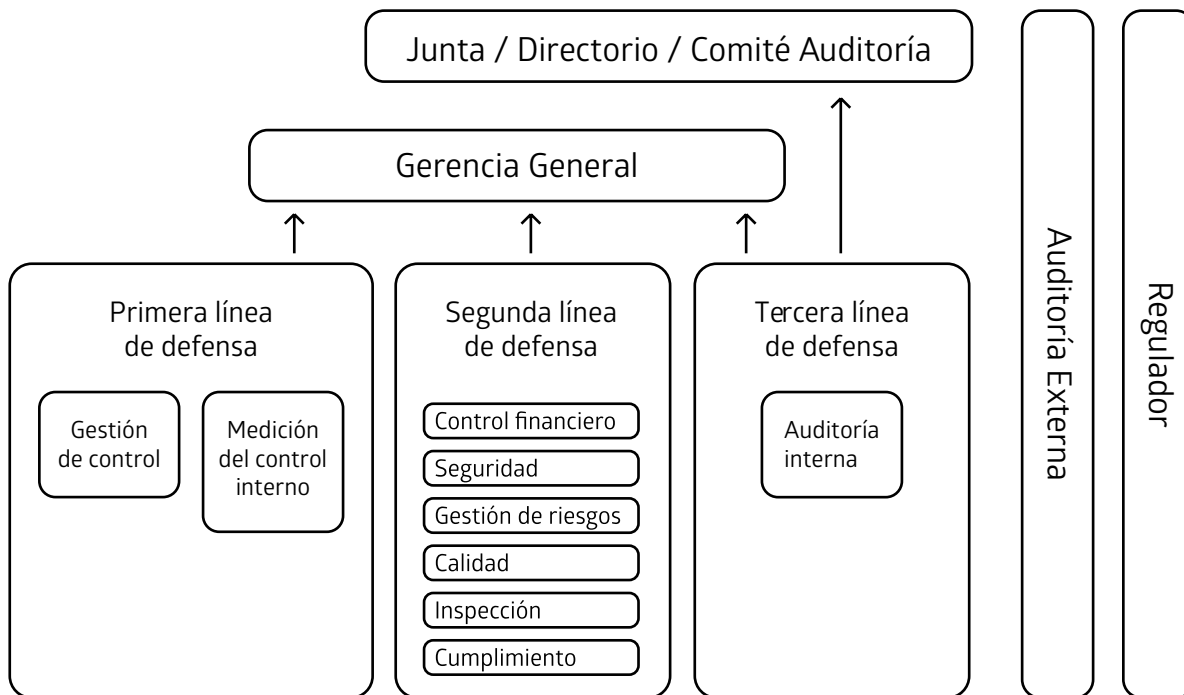 Junta / Directorio / Comité Auditoría
Gerencia General
Primera línea
de defensa
Gestión
de control
Medición
del control
interno
Segunda línea
de defensa
Control financiero
Seguridad
Gestión de riesgos
Calidad
Inspección
Cumplimiento
Tercera línea
de defensa
Auditoría
interna
Auditoría Externa
Regulador